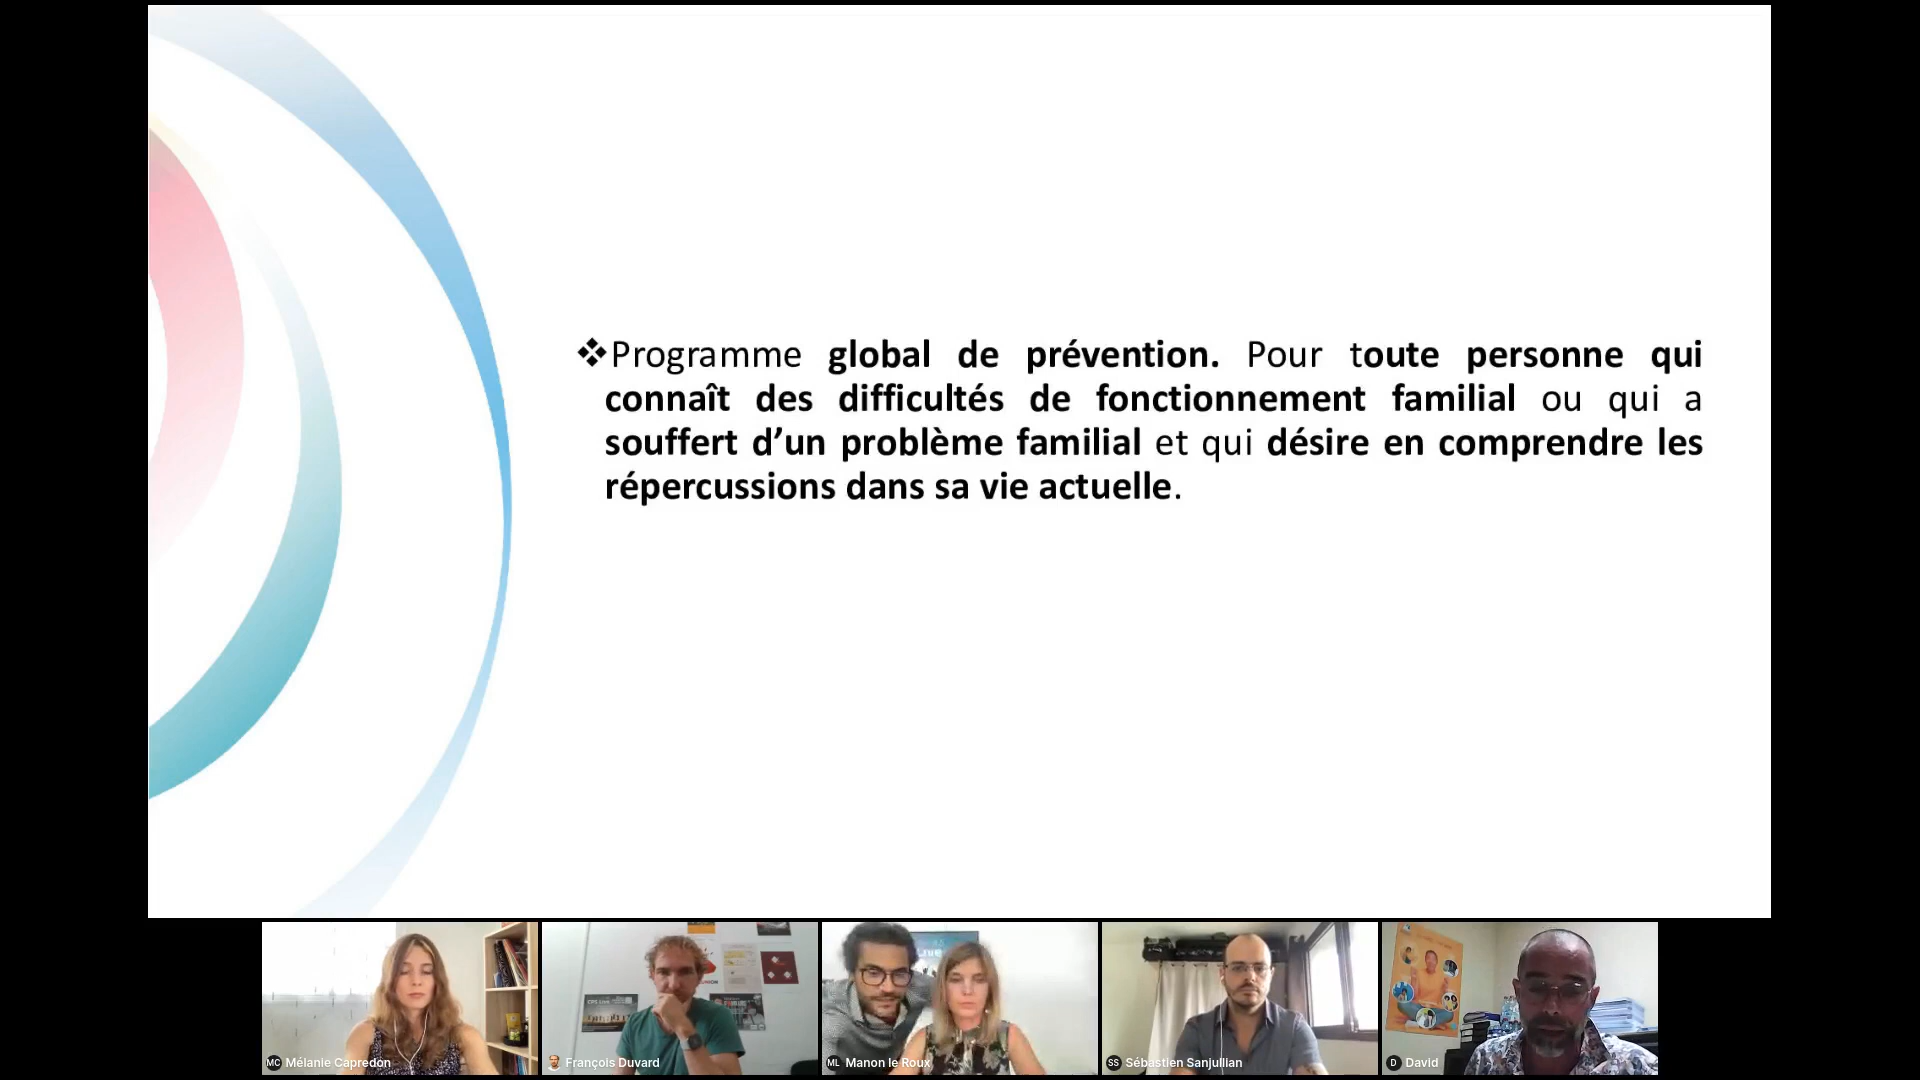 ❖Programme global de prévention. Pour toute personne qui
connaît des difficultés de fonctionnement familial ou qui a
souffert d’un problème familial et qui désire en comprendre les
répercussions dans sa vie actuelle.
MC Mélanie Capredon
François Duvard
ML Manon le Roux
SS Sébastien Sanjullian
D David